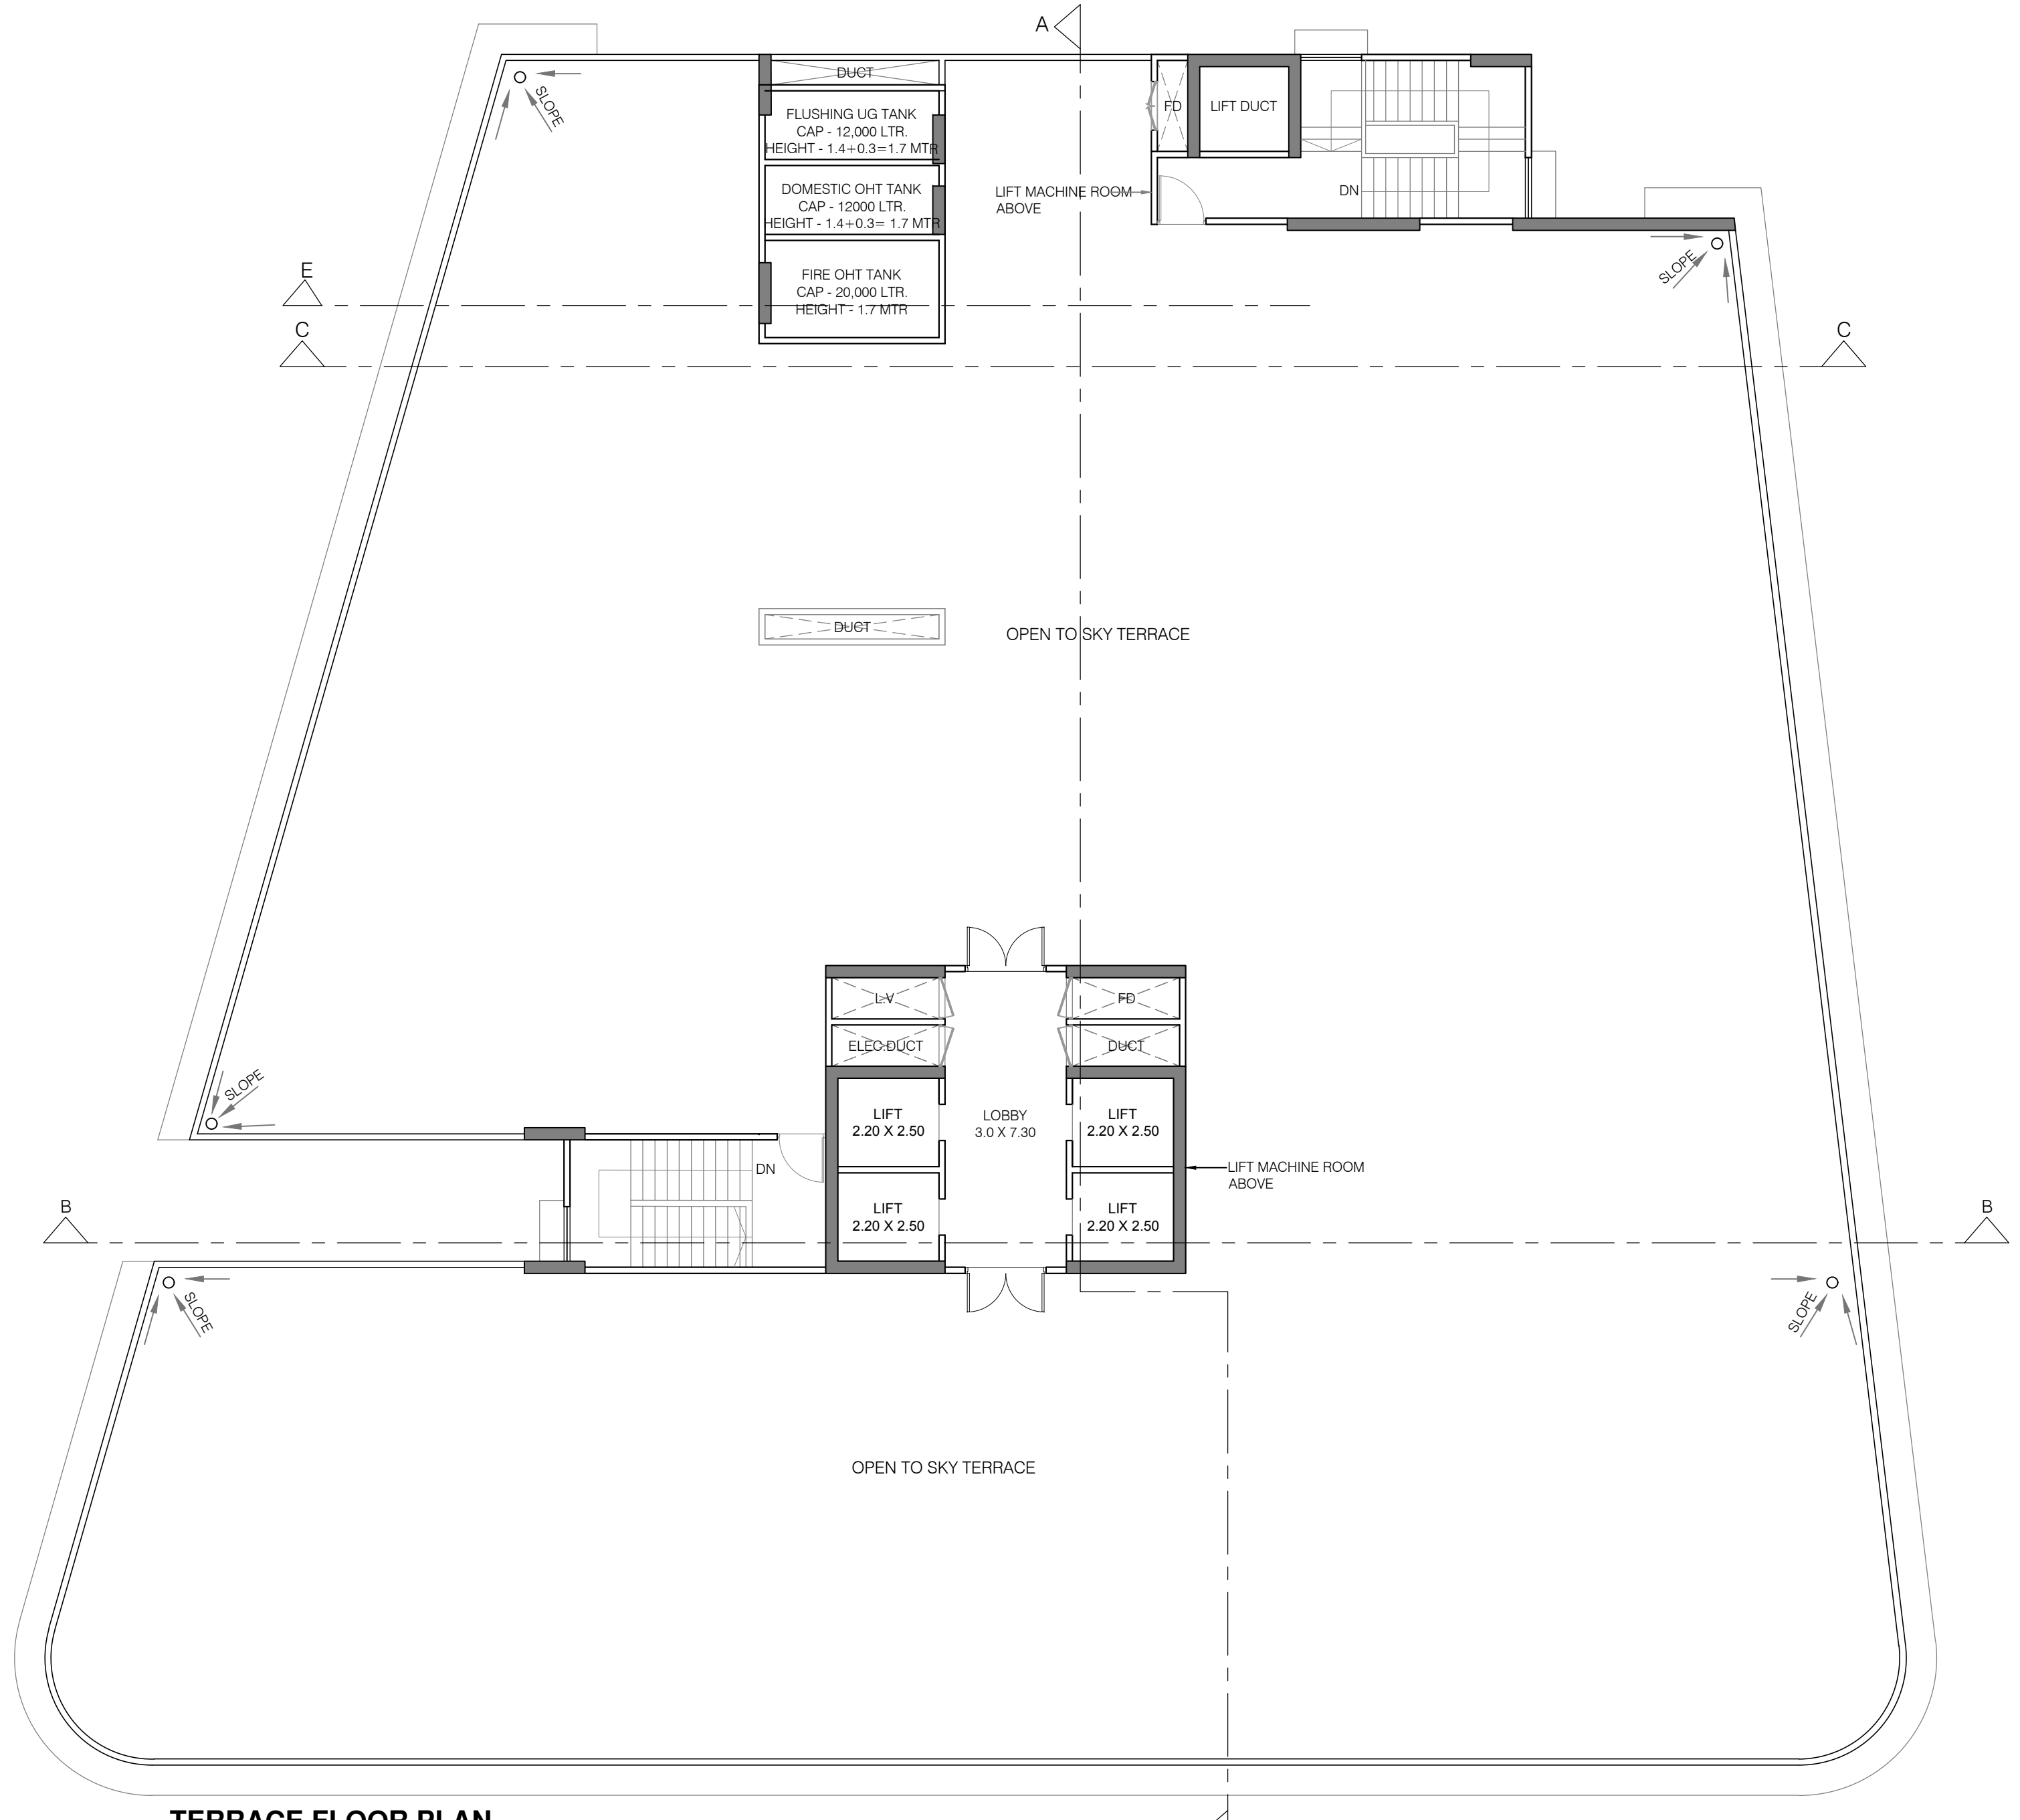 A
DUCT
FLUSHING UG TANK
CAP - 12,000 LTR.
HEIGHT - 1.4+0.3=1.7 MTR
FD
LIFT DUCT
SLOPE
DOMESTIC OHT TANK
CAP - 12000 LTR.
HEIGHT - 1.4+0.3= 1.7 MTR
LIFT MACHINE ROOM
ABOVE
DN
SLOPE
E
FIRE OHT TANK
CAP - 20,000 LTR.
HEIGHT - 1.7 MTR
C
C
DUCT
OPEN TO SKY TERRACE
L.V
FD
ELEC.DUCT
DUCT
SLOPE
LIFT
2.20 X 2.50
LOBBY
3.0 X 7.30
LIFT
2.20 X 2.50
DN
LIFT MACHINE ROOM
ABOVE
B
LIFT
2.20 X 2.50
LIFT
2.20 X 2.50
B
SLOPE
SLOPE
OPEN TO SKY TERRACE
TERRACE FLOOR PLAN